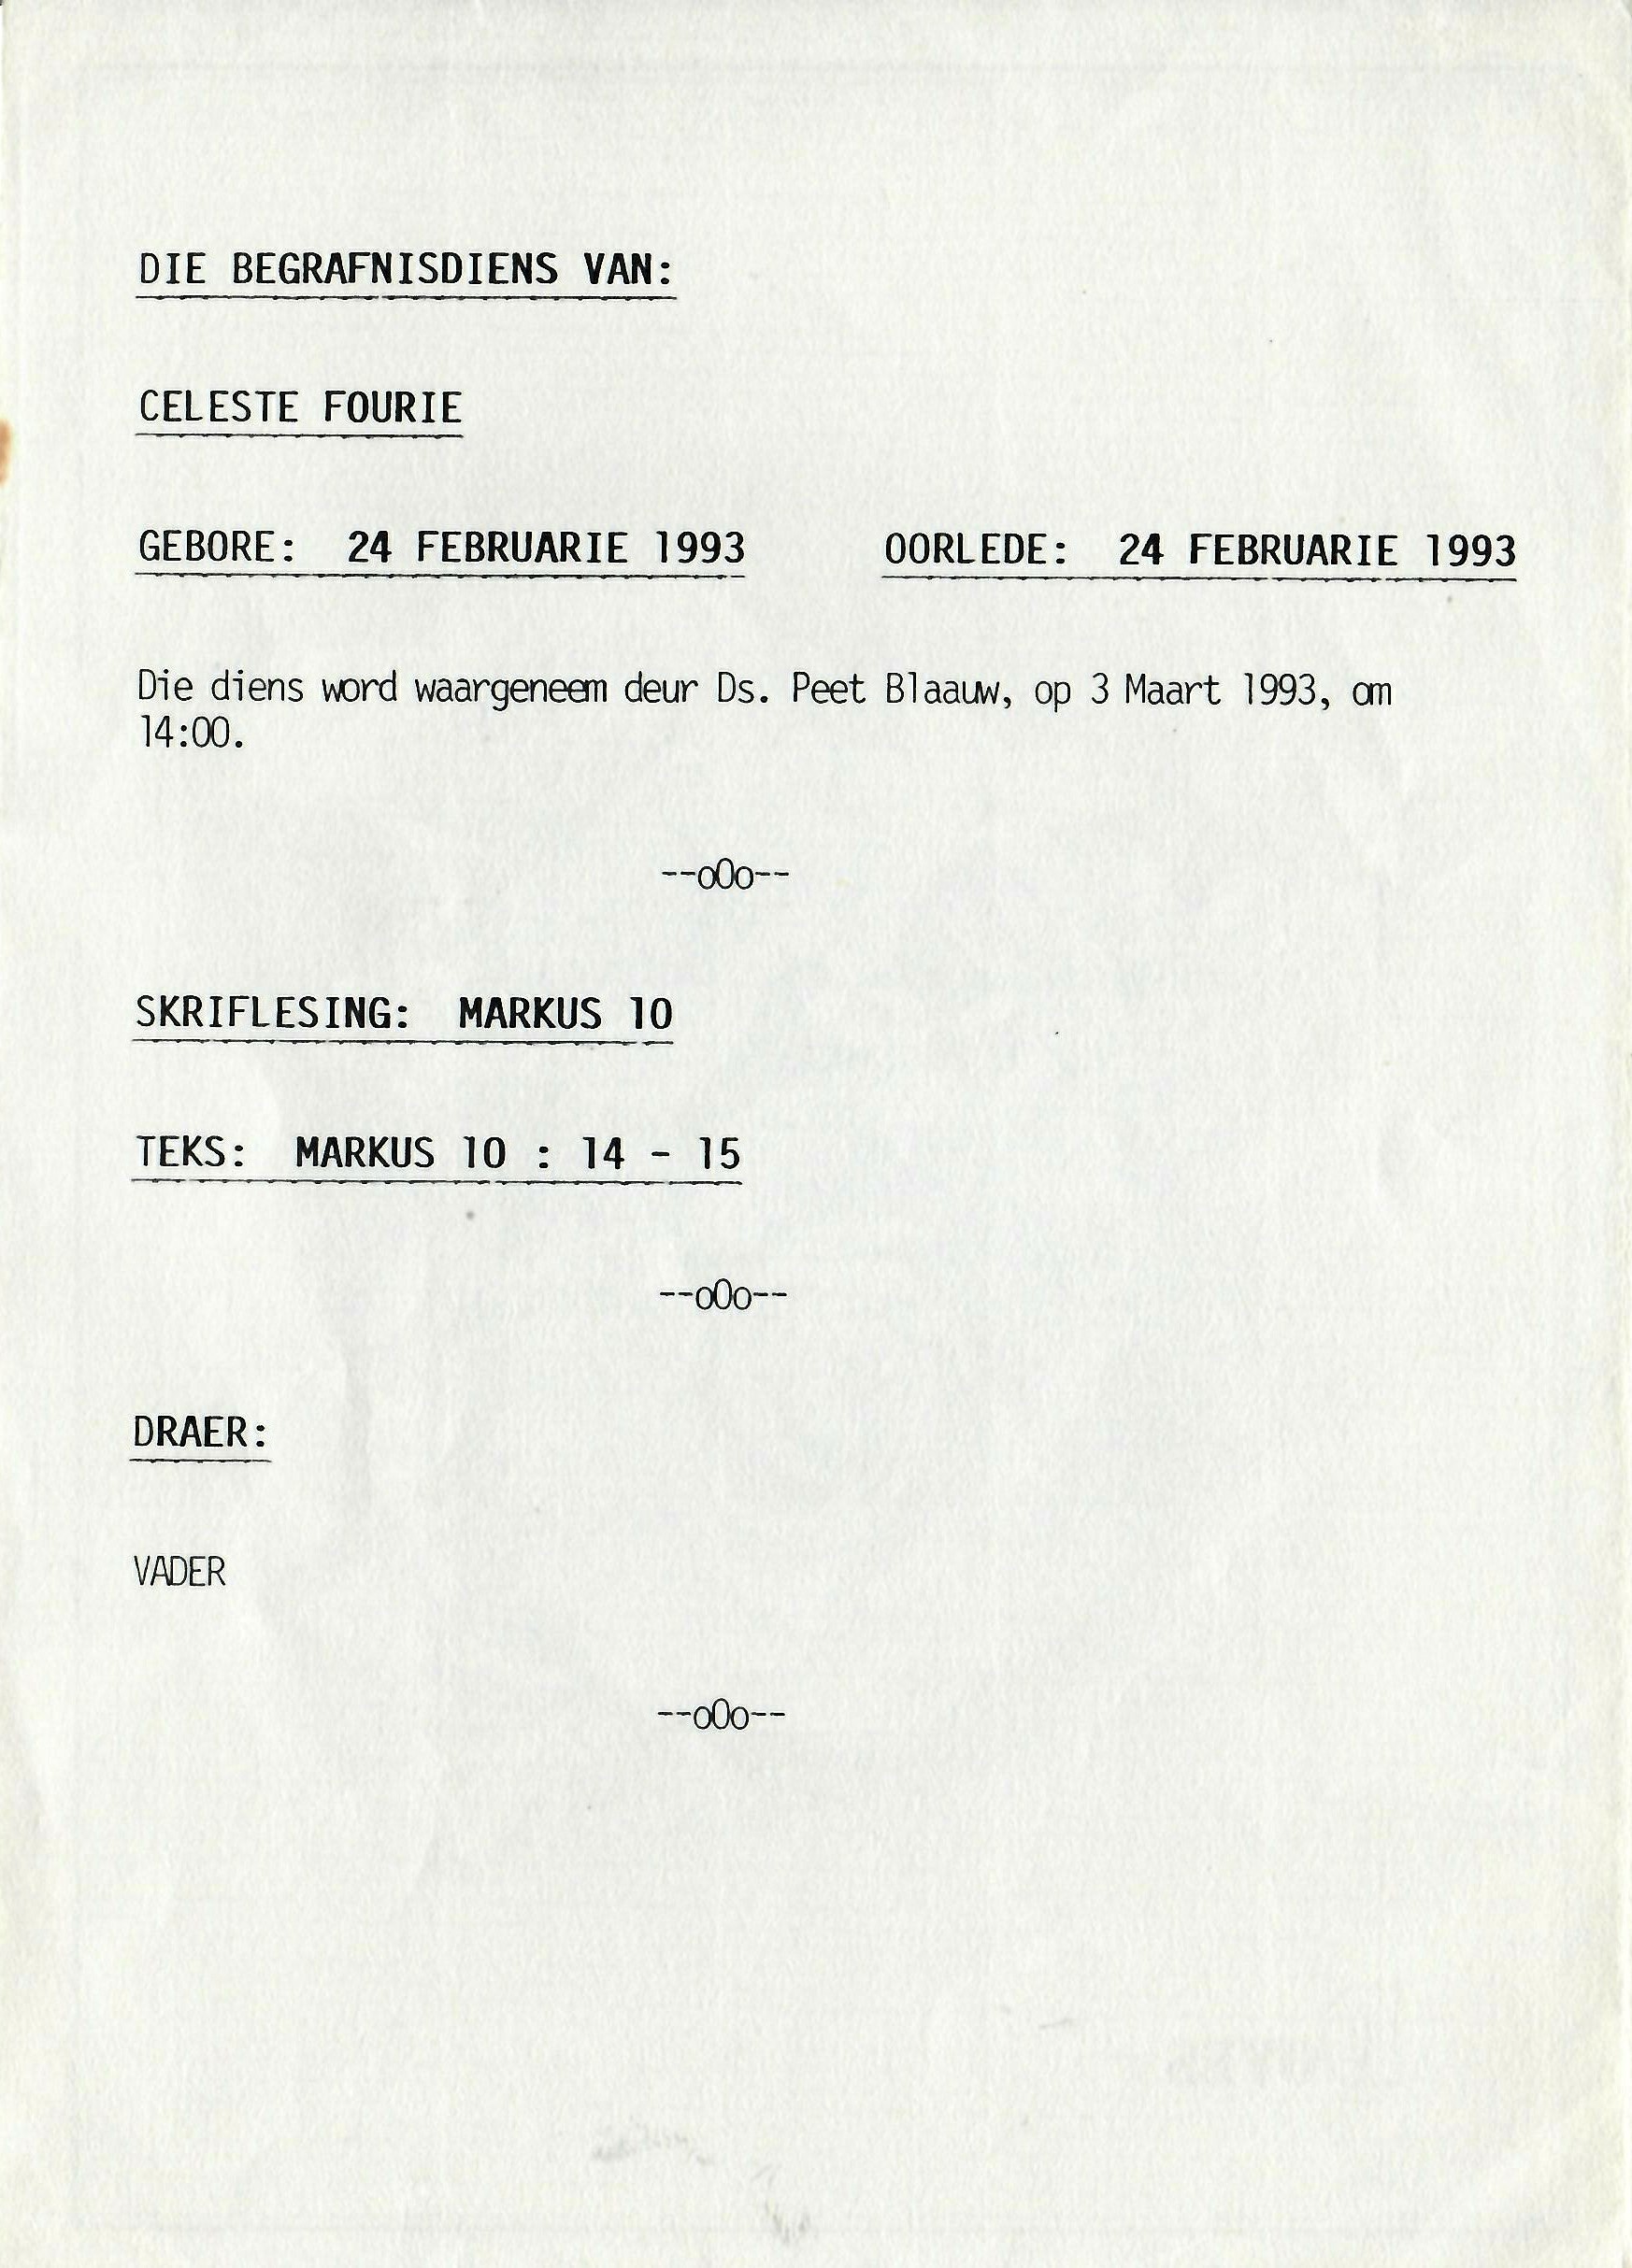 DIE BEGRAFNISDIENS VAN:
CELESTE FOURIE
GEBORE: 24 FEBRUARIE 1993 OORLEDE: 24 FEBRUARIE 1993
Die diens word waargeneem deur Ds. Peet Blaauw, op 3 Maart 1993, om
14:00.
--oOo--
SKRIFLESING: MARKUS 10
TEKS: MARKUS 10 : 14 - 15
--oOo--
DRAER:
VADER
--oOo--